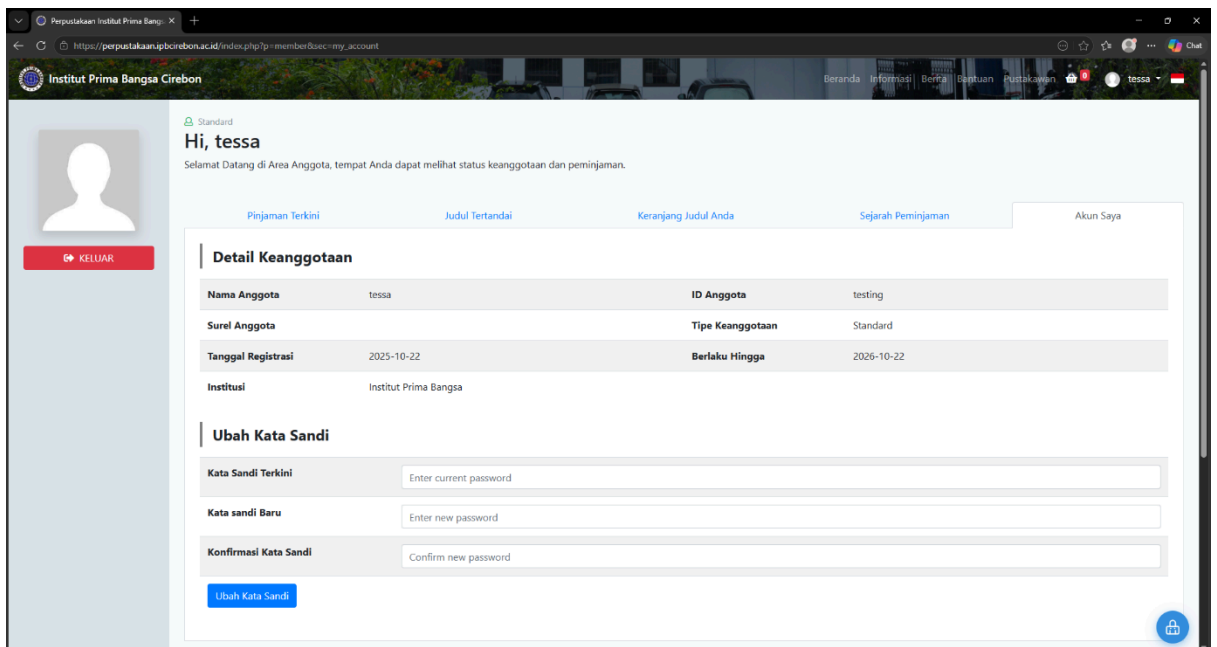 Perpustakaan Institut Prima Bangsa
https://perpustakaan.ipbcirebon.ac.id/index.php?p=member&sec=my_account
Chat
Institut Prima Bangsa Cirebon
Beranda Informasi Berita Bantuan Pustakawan 0 tessa
Standard
Hi, tessa
Selamat Datang di Area Anggota, tempat Anda dapat melihat status keanggotaan dan peminjaman.
KELUAR
Pinjaman Terkini Judul Tertandai Keranjang Judul Anda Sejarah Peminjaman Akun Saya
Detail Keanggotaan
Nama Anggota tessa ID Anggota testing
Surel Anggota Tipe Keanggotaan Standard
Tanggal Registrasi 2025-10-22 Berlaku Hingga 2026-10-22
Institusi Institut Prima Bangsa
Ubah Kata Sandi
Kata Sandi Terkini Enter current password
Kata sandi Baru Enter new password
Konfirmasi Kata Sandi Confirm new password
Ubah Kata Sandi